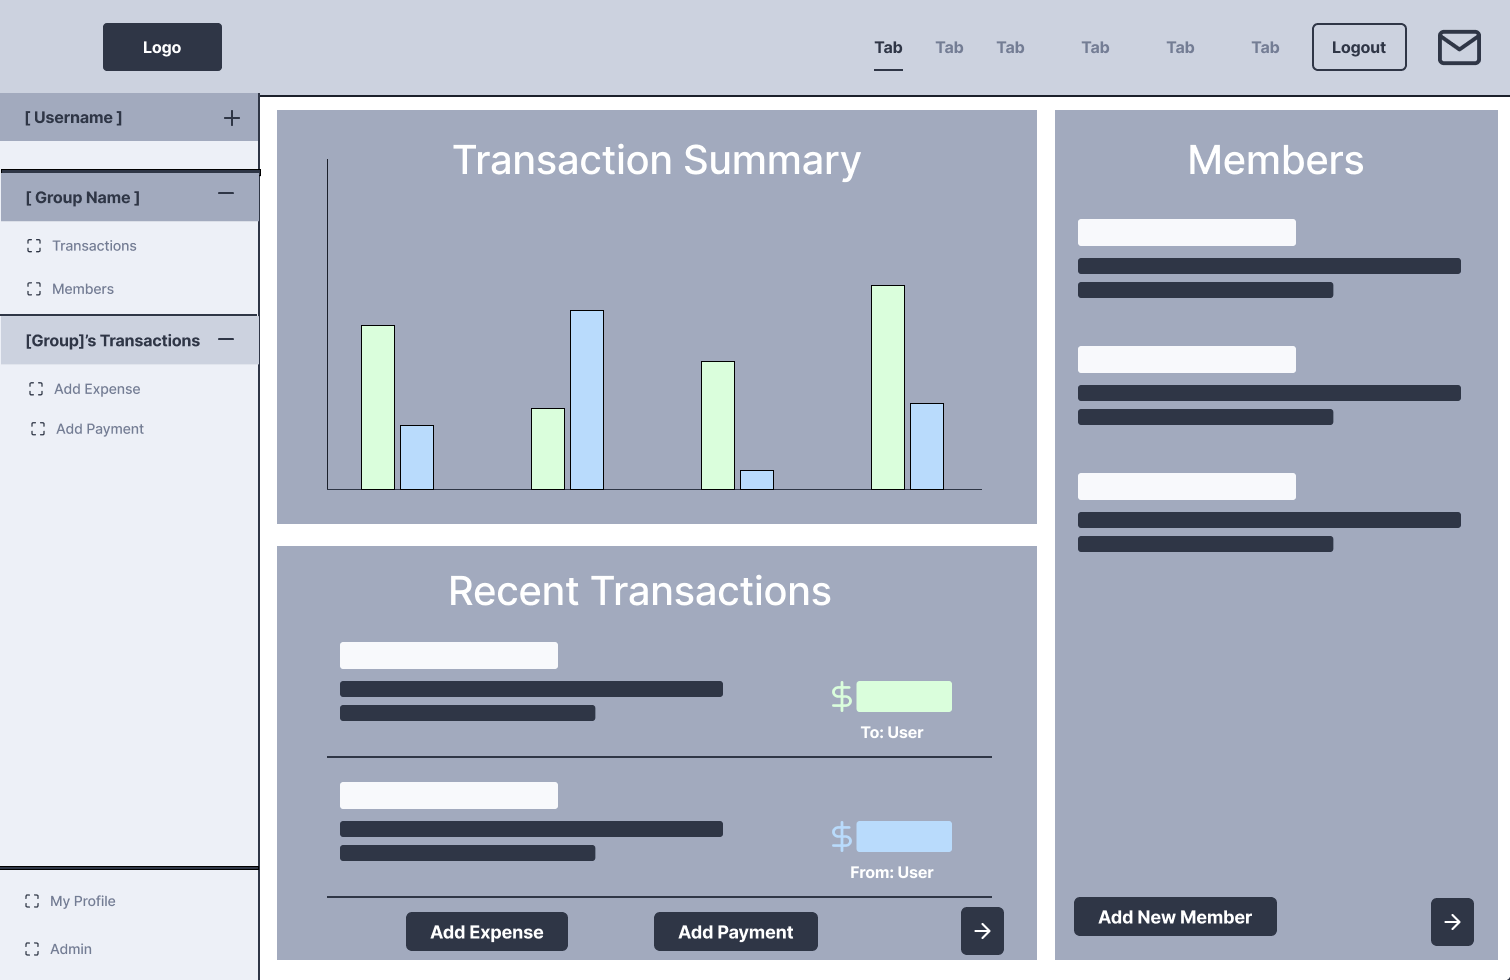 Logo
Tab
Tab
Tab
Tab
Tab
Tab
Logout
[ Username ]
[ Group Name ]
Transactions
Members
[Group]’s Transactions
Add Expense
Add Payment
My Profile
Admin
Transaction Summary
Recent Transactions
$
To: User
$
From: User
Add Expense
Add Payment
Members
Add New Member